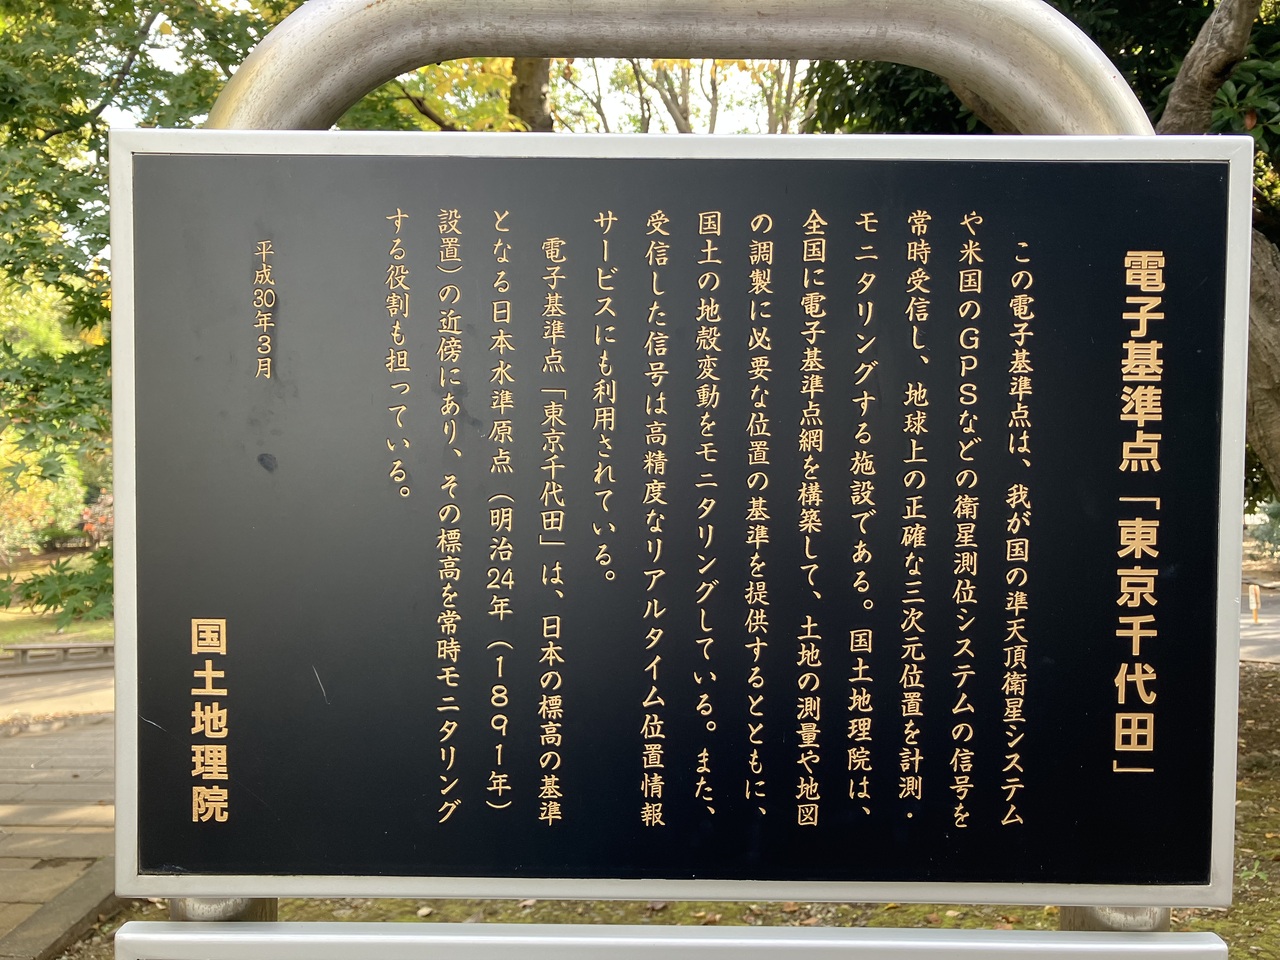 電子基準点「東京千代田」
この電子基準点は、我が国の準天頂衛星システム
や米国のGPSなどの衛星測位システムの信号を
常時受信し、地球上の正確な三次元位置を計測・
モニタリングする施設である。国土地理院は、
全国に電子基準点網を構築して、土地の測量や地図
の調製に必要な位置の基準を提供するとともに、
国土の地殻変動をモニタリングしている。また、
受信した信号は高精度なリアルタイム位置情報
サービスにも利用されている。
電子基準点「東京千代田」は、日本の標高の基準
となる日本水準原点（明治24年（1891年）
設置）の近傍にあり、その標高を常時モニタリング
する役割も担っている。
平成30年3月
国土地理院